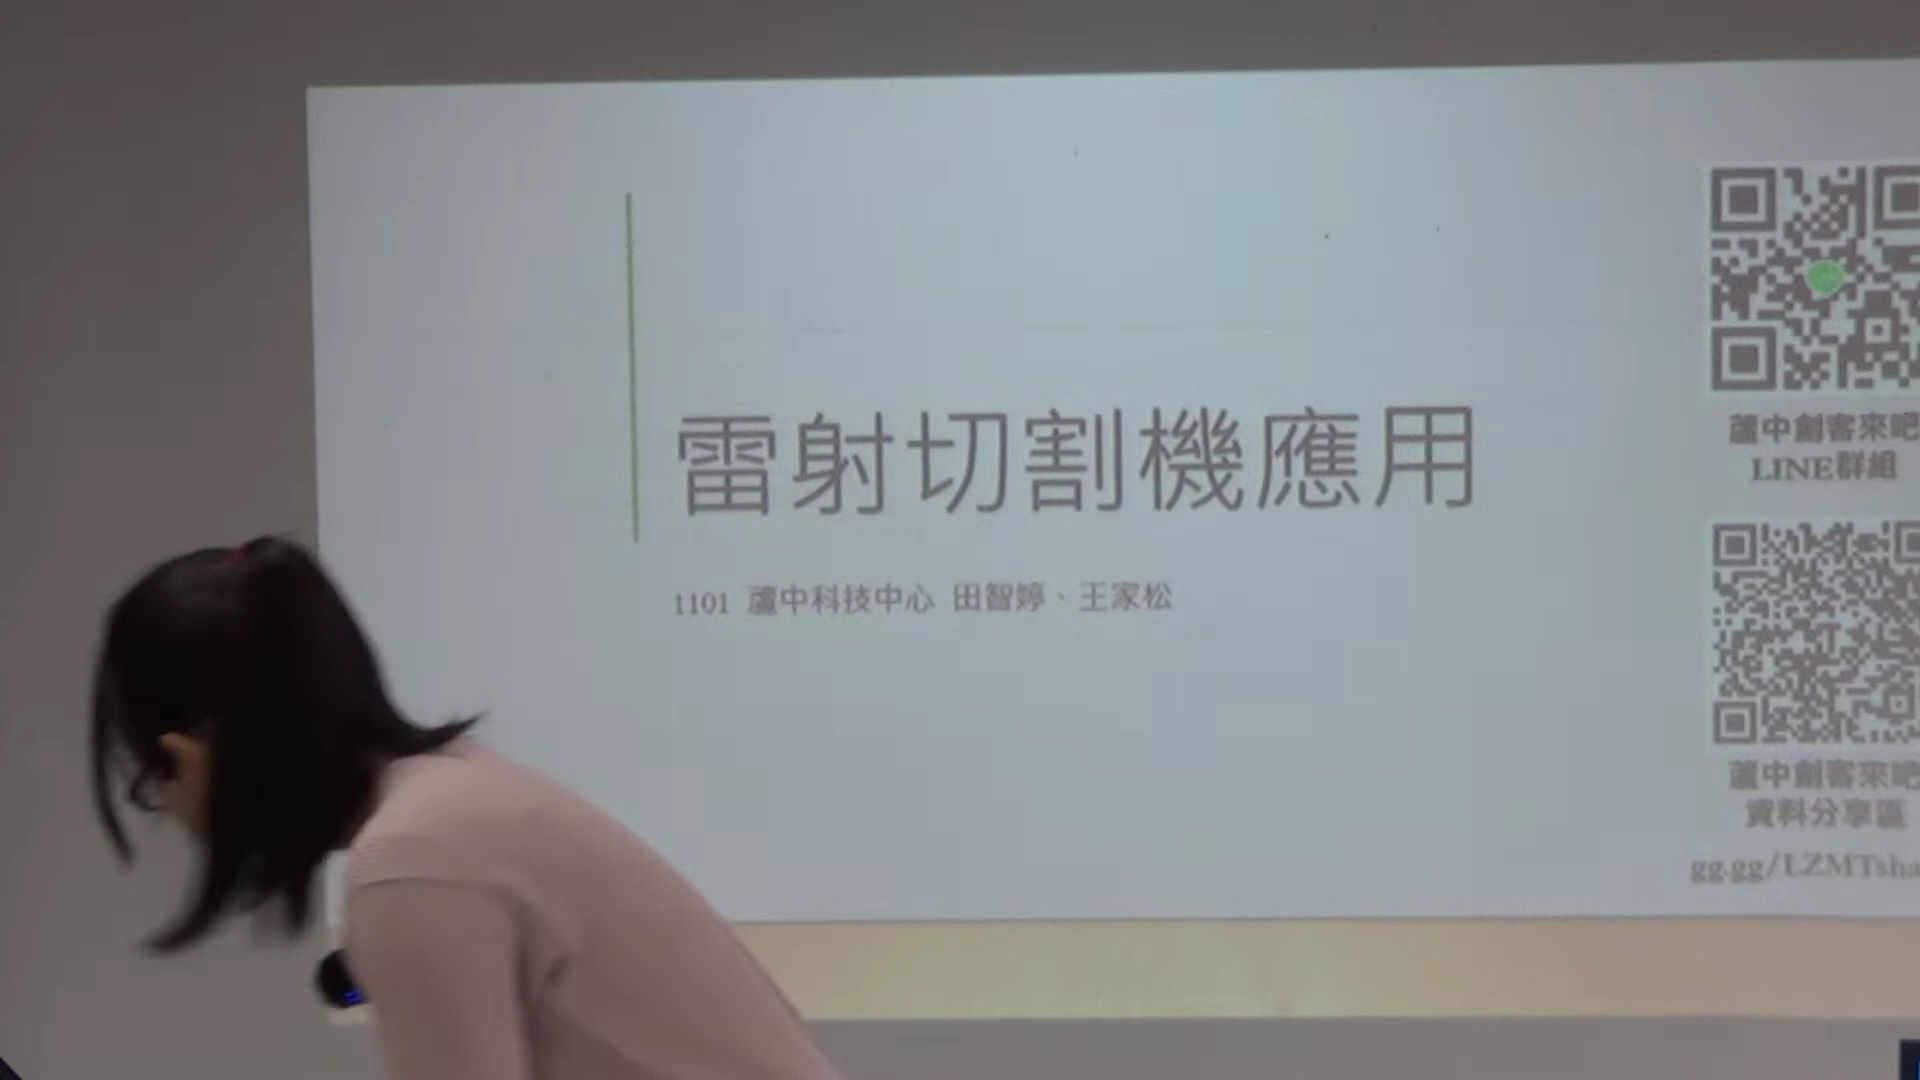 雷射切割機應用
1101 蘆中科技中心 田智婷、王家松
蘆中創客來吧
LINE群組
蘆中創客來吧
資料分享區
gg.gg/LZMTsha